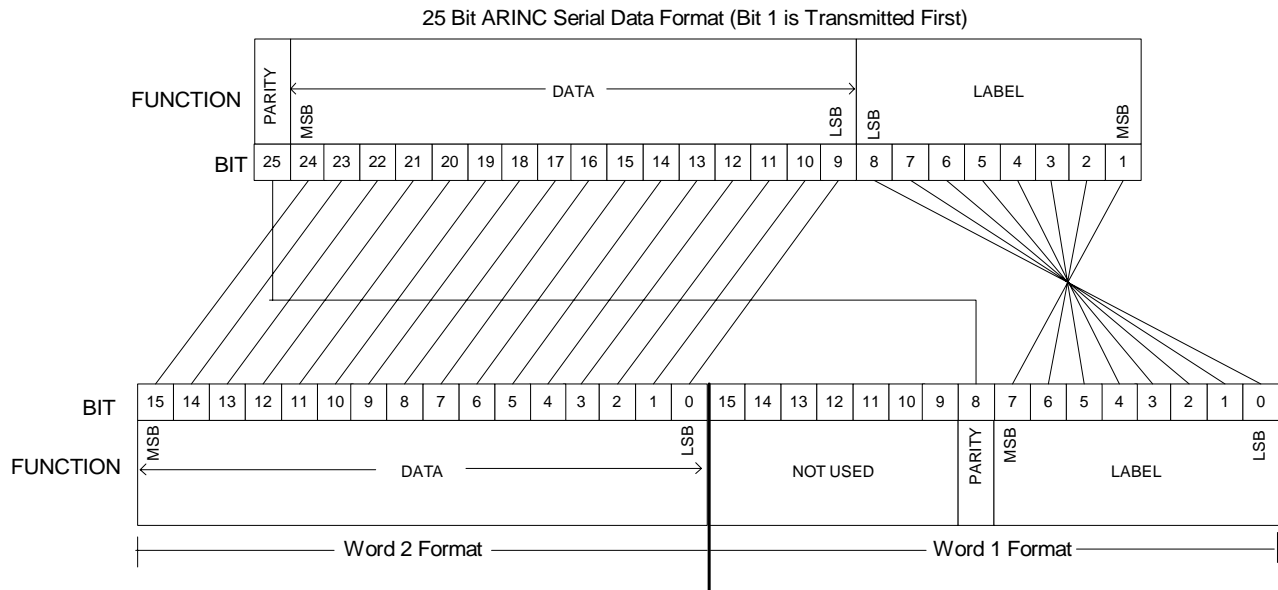 25 Bit ARINC Serial Data Format (Bit 1 is Transmitted First)
FUNCTION
PARITY
MSB
DATA
LSB
LSB
LABEL
MSB
BIT
25 24 23 22 21 20 19 18 17 16 15 14 13 12 11 10 9 8 7 6 5 4 3 2 1
BIT
15 14 13 12 11 10 9 8 7 6 5 4 3 2 1 0 15 14 13 12 11 10 9 8 7 6 5 4 3 2 1 0
FUNCTION
MSB
DATA
LSB
NOT USED
PARITY
MSB
LABEL
LSB
Word 2 Format
Word 1 Format